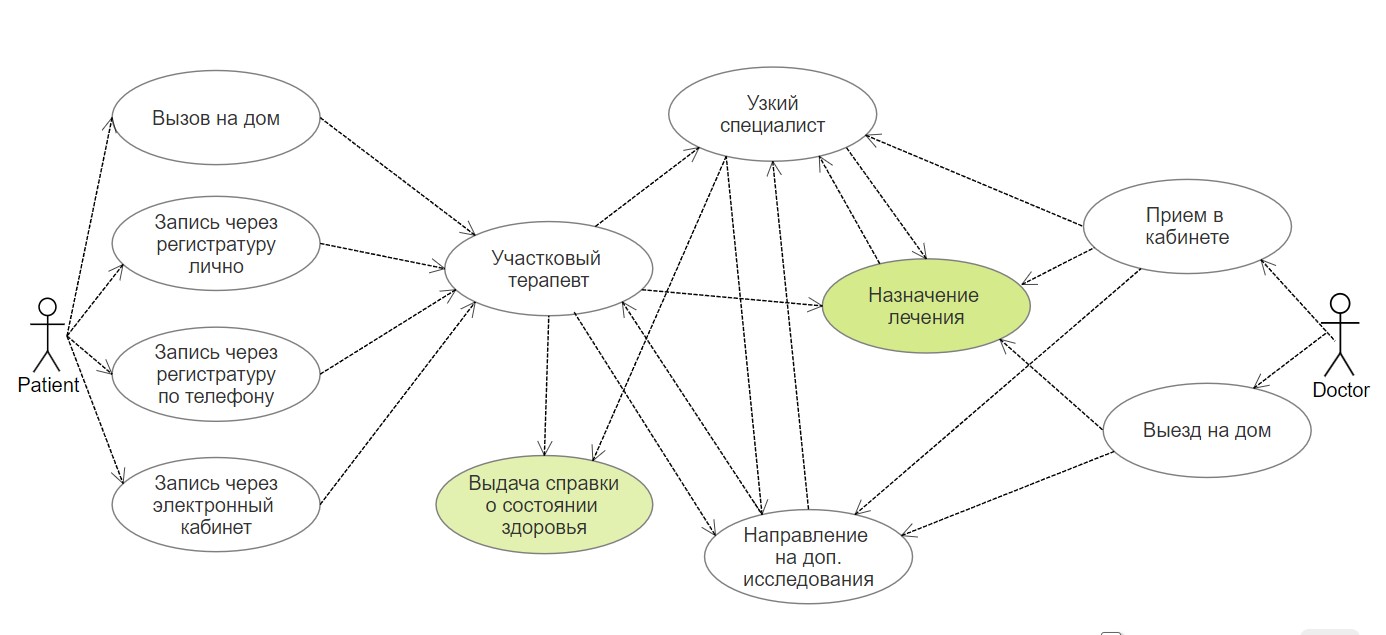 Вызов на дом
Запись через
регистратуру
лично
Запись через
регистратуру
по телефону
Запись через
электронный
кабинет
Patient
Участковый
терапевт
Выдача справки
о состоянии
здоровья
Узкий
специалист
Назначение
лечения
Направление
на доп.
исследования
Прием в
кабинете
Выезд на дом
Doctor